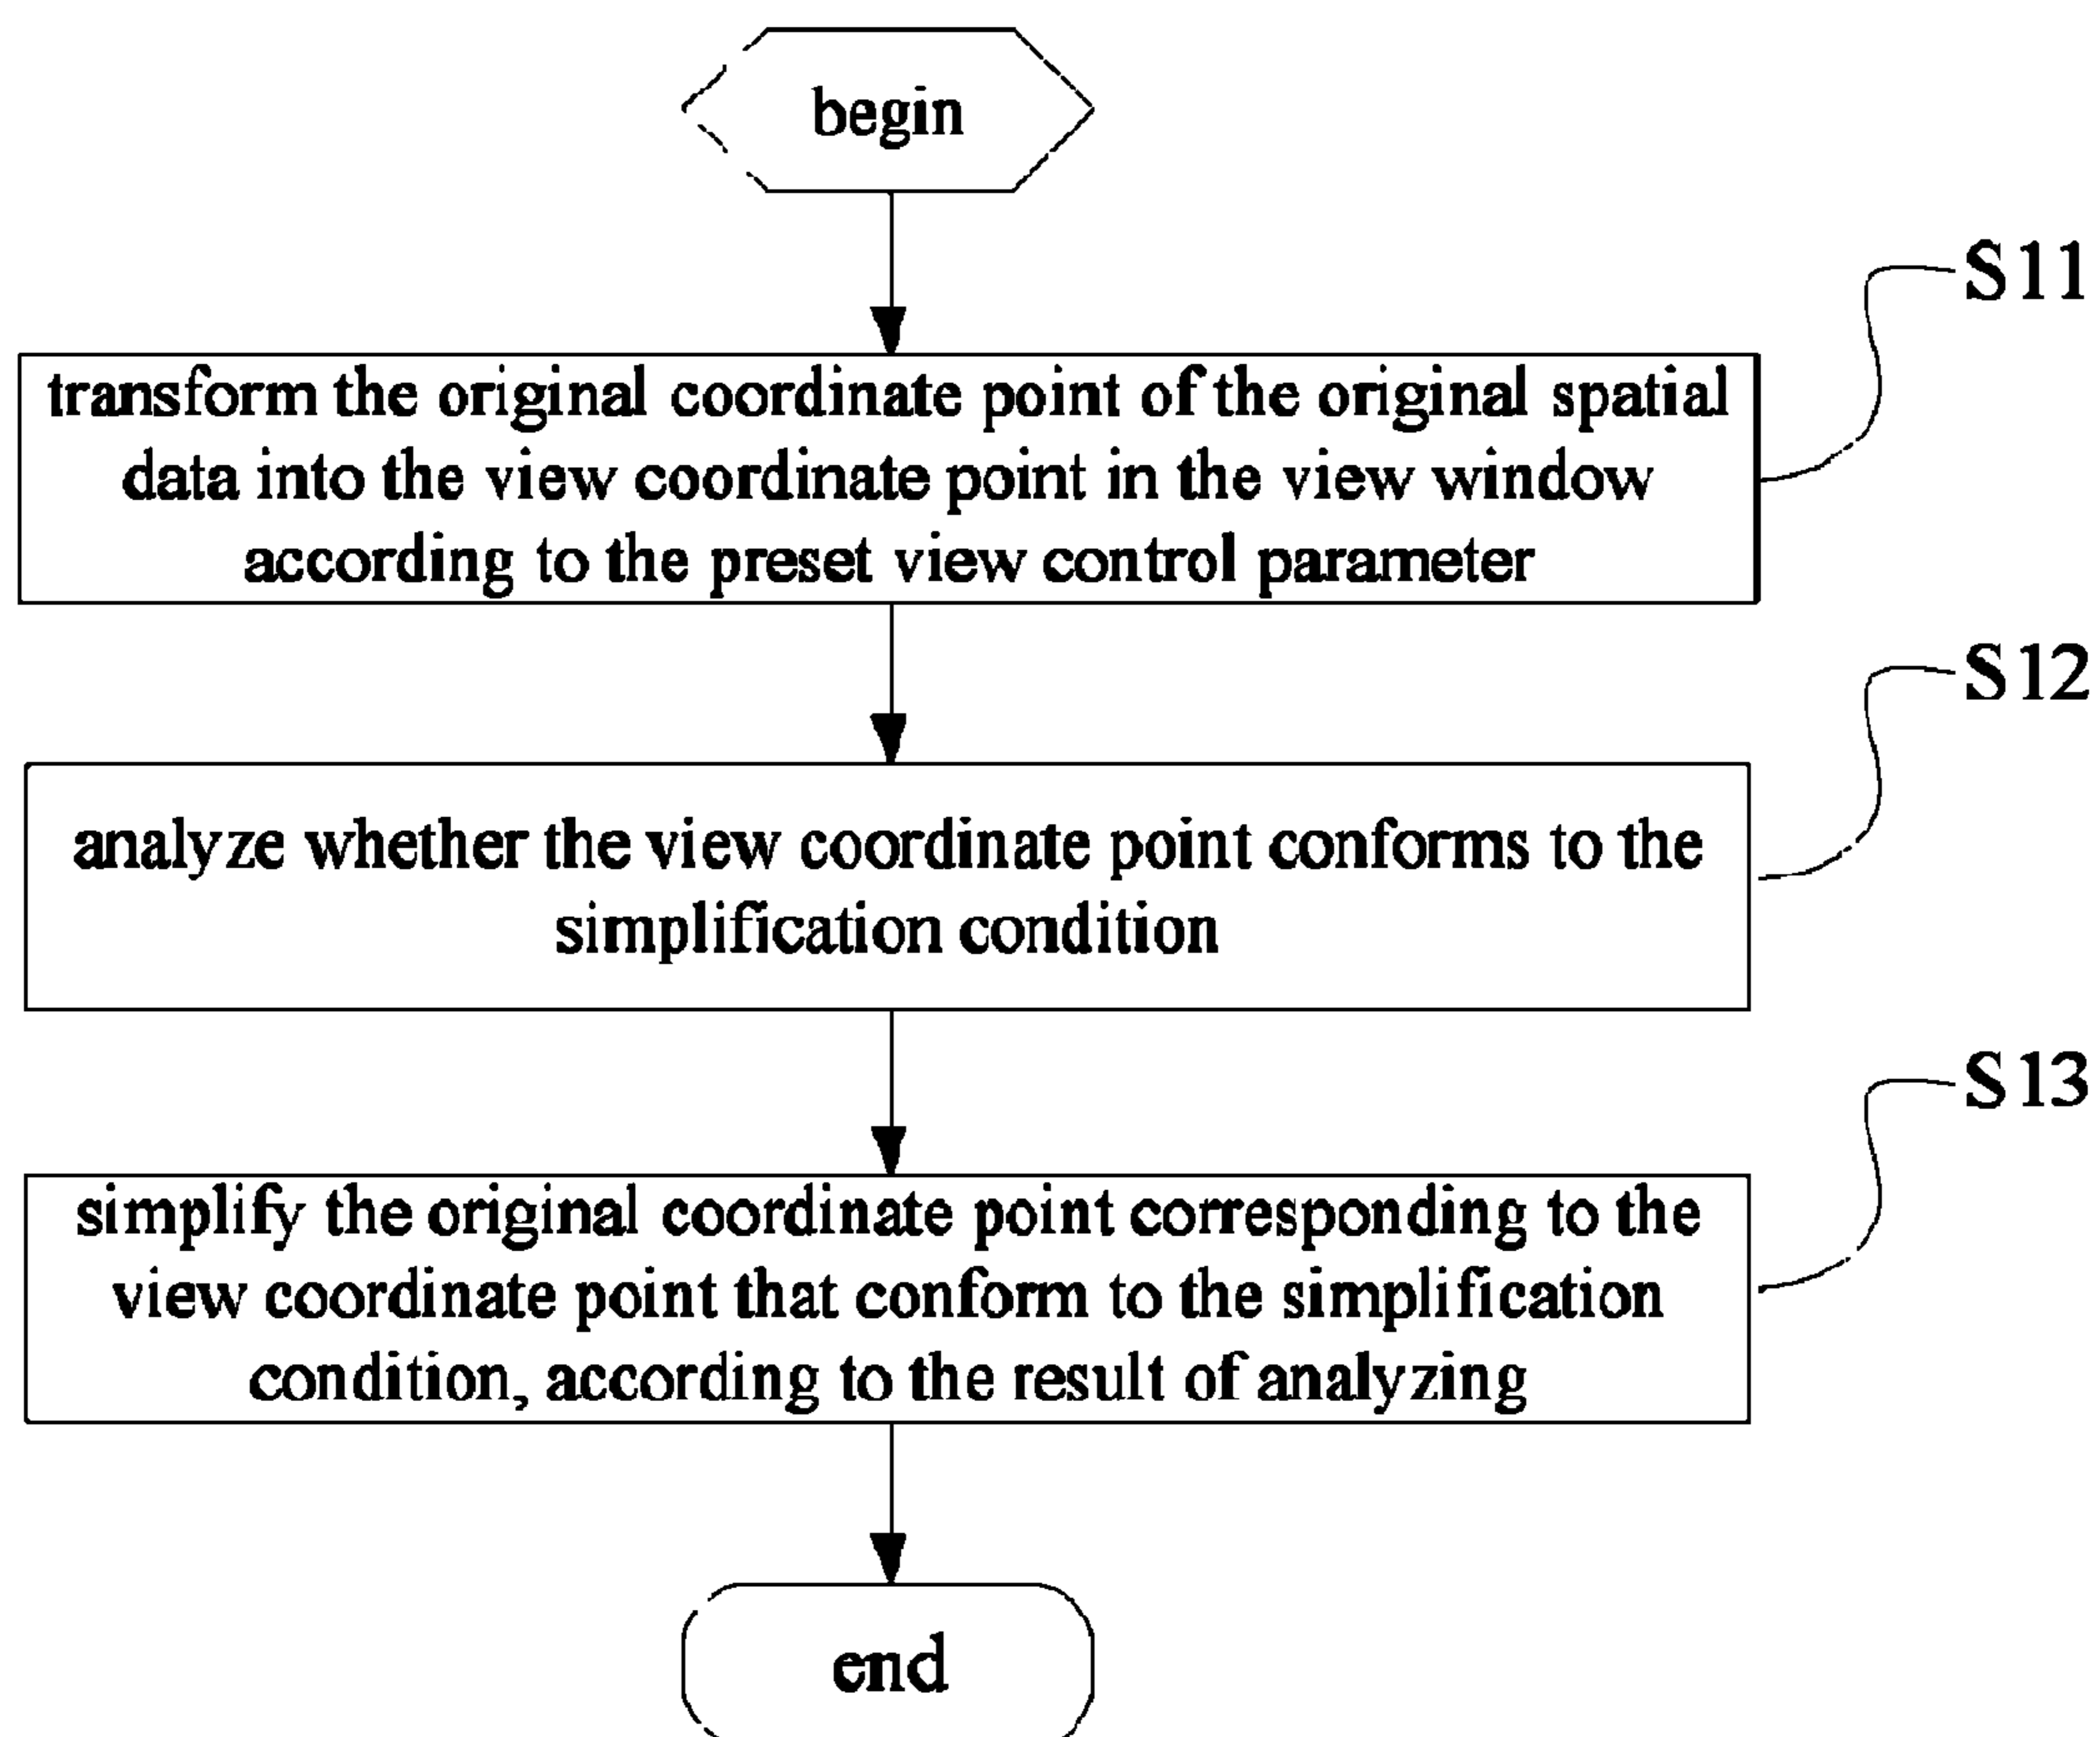 begin
S11
transform the original coordinate point of the original spatial
data into the view coordinate point in the view window
according to the preset view control parameter
S12
analyze whether the view coordinate point conforms to the
simplification condition
S13
simplify the original coordinate point corresponding to the
view coordinate point that conform to the simplification
condition, according to the result of analyzing
end